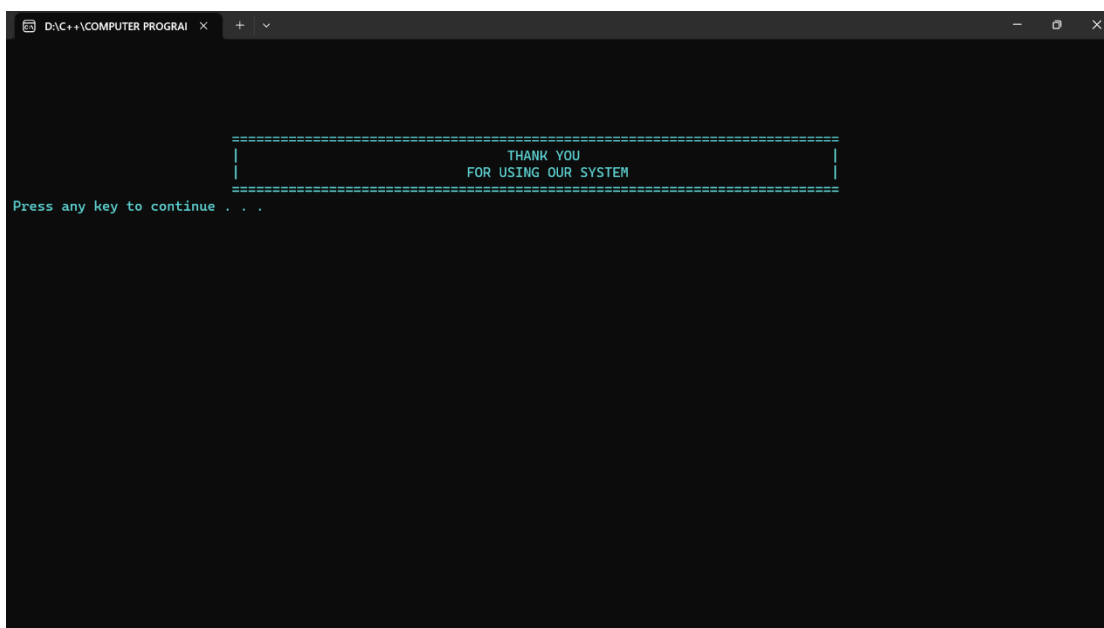 D:\C++\COMPUTER PROGRAI
===========================================================================
| THANK YOU |
| FOR USING OUR SYSTEM |
===========================================================================
Press any key to continue . . .